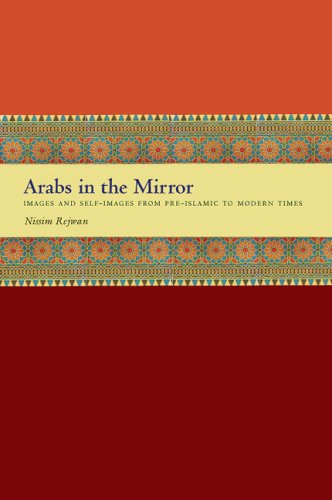 Arabs in the Mirror
IMAGES AND SELF-IMAGES FROM PRE-ISLAMIC TO MODERN TIMES
Nissim Rejwan